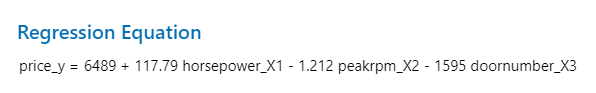 Regression Equation
price_y = 6489 + 117.79 horsepower_X1 - 1.212 peakrpm_X2 - 1595 doornumber_X3